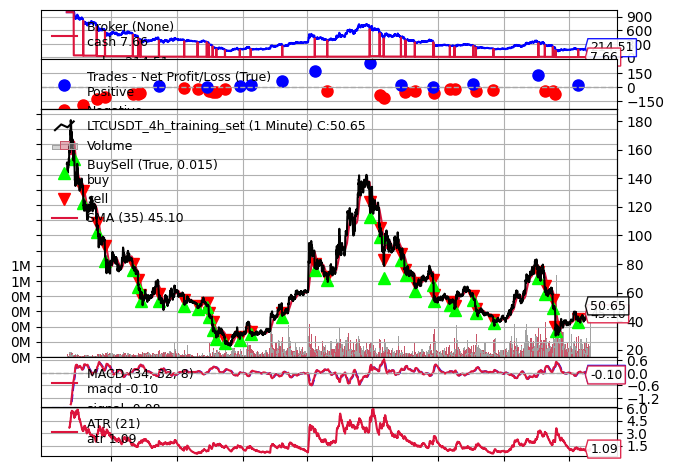 Broker (None)
cash 7.66
900
600
300
0
214.51
7.66
Trades - Net Profit/Loss (True)
Positive
Negative
150
0
−150
LTCUSDT_4h_training_set (1 Minute) C:50.65
Volume
BuySell (True, 0.015)
buy
sell
SMA (35) 45.10
180
160
140
120
100
80
60
40
20
50.65
45.10
1M
1M
0M
0M
0M
0M
0M
MACD (34, 52, 8)
macd -0.10
0.6
0.0
−0.6
−1.2
-0.10
ATR (21)
atr 1.09
6.0
4.5
3.0
1.5
1.09